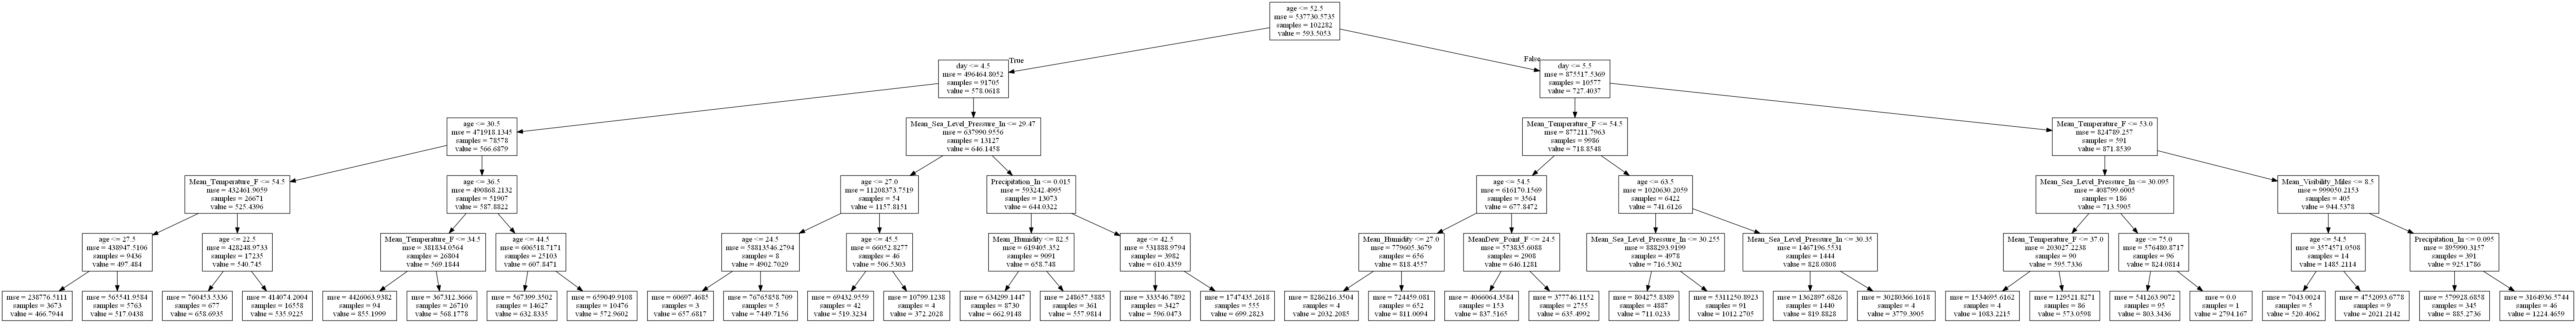 age <= 52.5
mse = 537730.5735
samples = 102282
value = 593.5053
True
False
day <= 4.5
mse = 496464.8052
samples = 91705
value = 578.0618
day <= 5.5
mse = 875517.5369
samples = 10577
value = 727.4037
age <= 30.5
mse = 471918.1345
samples = 78578
value = 566.6879
Mean_Sea_Level_Pressure_In <= 29.47
mse = 637990.9556
samples = 13127
value = 646.1458
Mean_Temperature_F <= 54.5
mse = 877211.7963
samples = 9986
value = 718.8548
Mean_Temperature_F <= 53.0
mse = 824789.257
samples = 591
value = 871.8539
Mean_Temperature_F <= 54.5
mse = 432461.9059
samples = 26671
value = 525.4396
age <= 36.5
mse = 490868.2132
samples = 51907
value = 587.8822
age <= 27.0
mse = 11208373.7519
samples = 54
value = 1157.8151
Precipitation_In <= 0.015
mse = 593242.4995
samples = 13073
value = 644.0322
age <= 54.5
mse = 616170.1569
samples = 3564
value = 677.8472
age <= 63.5
mse = 1020630.2059
samples = 6422
value = 741.6126
Mean_Sea_Level_Pressure_In <= 30.095
mse = 408799.6005
samples = 186
value = 713.5905
Mean_Visibility_Miles <= 8.5
mse = 999050.2153
samples = 405
value = 944.5378
age <= 27.5
mse = 438947.5106
samples = 9436
value = 497.484
age <= 22.5
mse = 428248.9733
samples = 17235
value = 540.745
Mean_Temperature_F <= 34.5
mse = 381834.0564
samples = 26804
value = 569.1844
age <= 44.5
mse = 606518.7171
samples = 25103
value = 607.8471
age <= 24.5
mse = 58813546.2794
samples = 8
value = 4902.7029
age <= 45.5
mse = 66052.8277
samples = 46
value = 506.5303
Mean_Humidity <= 82.5
mse = 619405.352
samples = 9091
value = 658.748
age <= 42.5
mse = 531888.9794
samples = 3982
value = 610.4359
Mean_Humidity <= 27.0
mse = 779605.3679
samples = 656
value = 818.4557
MeanDew_Point_F <= 24.5
mse = 573835.6088
samples = 2908
value = 646.1281
Mean_Sea_Level_Pressure_In <= 30.255
mse = 888293.9199
samples = 4978
value = 716.5302
Mean_Sea_Level_Pressure_In <= 30.35
mse = 1467196.5531
samples = 1444
value = 828.0808
Mean_Temperature_F <= 37.0
mse = 203027.2238
samples = 90
value = 595.7336
age <= 75.0
mse = 576480.8717
samples = 96
value = 824.0814
age <= 54.5
mse = 3574571.0508
samples = 14
value = 1485.2114
Precipitation_In <= 0.095
mse = 895990.3157
samples = 391
value = 925.1786
mse = 238776.5111
samples = 3673
value = 466.7944
mse = 565541.9584
samples = 5763
value = 517.0438
mse = 760453.5336
samples = 677
value = 658.6935
mse = 414074.2004
samples = 16558
value = 535.9225
mse = 4426063.9382
samples = 94
value = 855.1999
mse = 367312.3666
samples = 26710
value = 568.1778
mse = 567399.3502
samples = 14627
value = 632.8335
mse = 659049.9108
samples = 10476
value = 572.9602
mse = 60697.4685
samples = 3
value = 657.6817
mse = 76765858.709
samples = 5
value = 7449.7156
mse = 69432.9559
samples = 42
value = 519.3234
mse = 10799.1238
samples = 4
value = 372.2028
mse = 634299.1447
samples = 8730
value = 662.9148
mse = 248657.5885
samples = 361
value = 557.9814
mse = 333546.7892
samples = 3427
value = 596.0473
mse = 1747435.2618
samples = 555
value = 699.2823
mse = 8286216.3504
samples = 4
value = 2032.2085
mse = 724459.081
samples = 652
value = 811.0094
mse = 4066064.3584
samples = 153
value = 837.5165
mse = 377746.1152
samples = 2755
value = 635.4992
mse = 804275.8389
samples = 4887
value = 711.0233
mse = 5311250.8923
samples = 91
value = 1012.2705
mse = 1362897.6826
samples = 1440
value = 819.8828
mse = 30280366.1618
samples = 4
value = 3779.3905
mse = 1534695.6162
samples = 4
value = 1083.2215
mse = 129521.8271
samples = 86
value = 573.0598
mse = 541263.9072
samples = 95
value = 803.3436
mse = 0.0
samples = 1
value = 2794.167
mse = 7043.0024
samples = 5
value = 520.4062
mse = 4752093.6778
samples = 9
value = 2021.2142
mse = 579928.6858
samples = 345
value = 885.2736
mse = 3164936.5744
samples = 46
value = 1224.4659